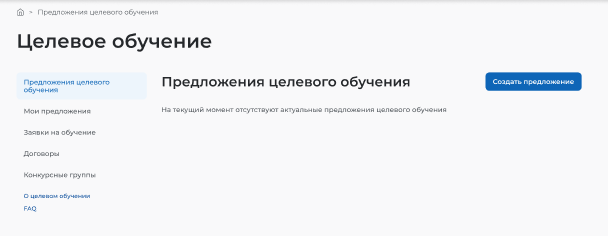 Предложения целевого обучения
Целевое обучение
Предложения целевого
обучения
Мои предложения
Заявки на обучение
Договоры
Конкурсные группы
О целевом обучении
FAQ
Предложения целевого обучения
Создать предложение
На текущий момент отсутствуют актуальные предложения целевого обучения